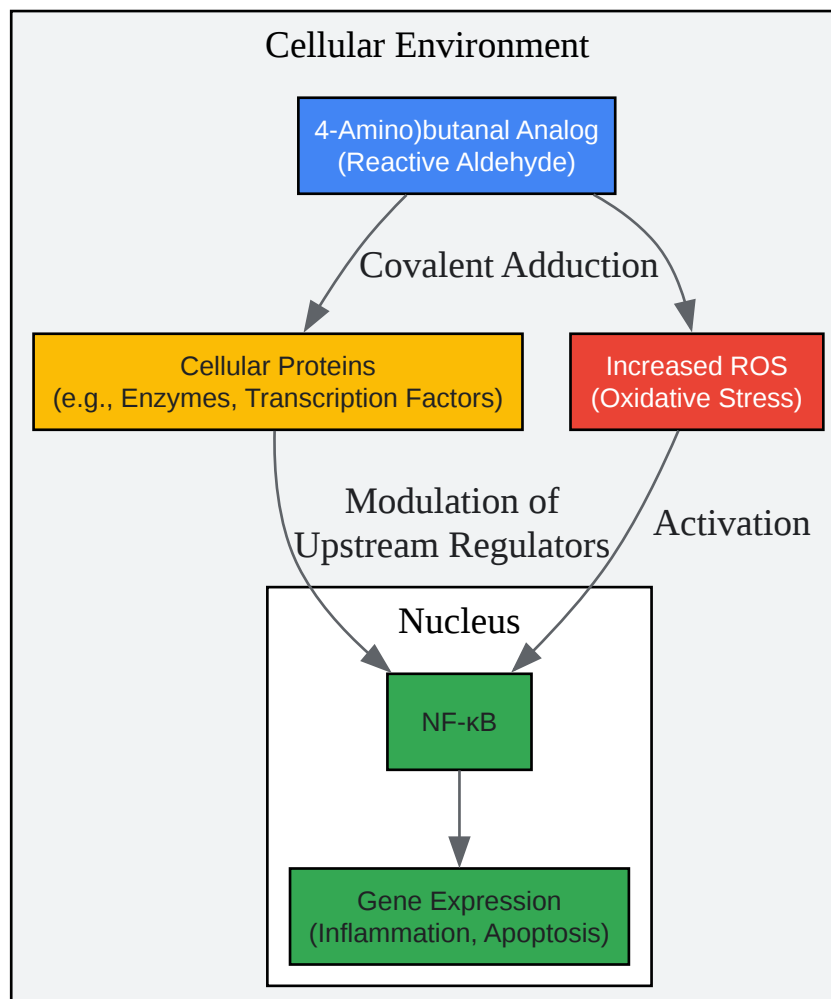 Cellular Environment
4-Amino)butanal Analog
(Reactive Aldehyde)
Covalent Adduction
Cellular Proteins
(e.g., Enzymes, Transcription Factors)
Increased ROS
(Oxidative Stress)
Modulation of
Upstream Regulators
Activation
Nucleus
NF-κB
Gene Expression
(Inflammation, Apoptosis)